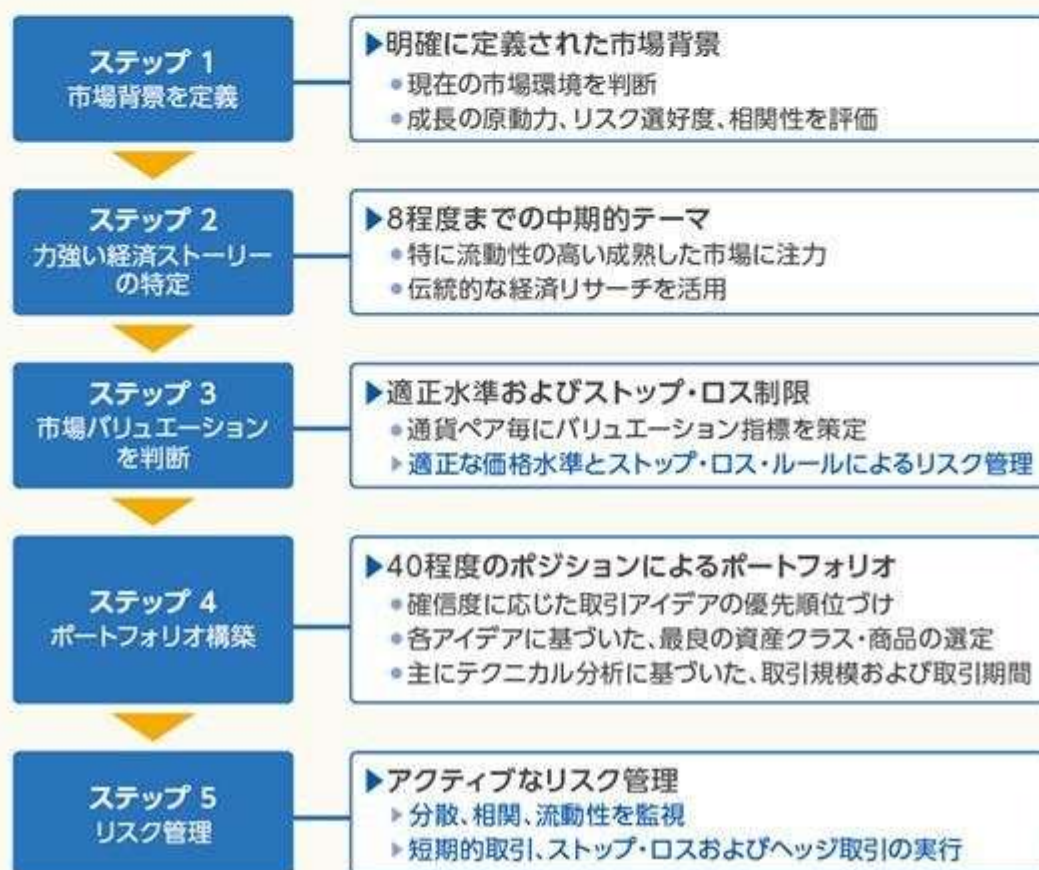 ステップ 1
市場背景を定義
▶明確に定義された市場背景
•現在の市場環境を判断
•成長の原動力、リスク選好度、相関性を評価
ステップ 2
力強い経済ストーリー
の特定
▶8程度までの中期的テーマ
•特に流動性の高い成熟した市場に注力
•伝統的な経済リサーチを活用
ステップ 3
市場バリュエーション
を判断
▶適正水準およびストップ・ロス制限
•通貨ペア毎にバリュエーション指標を策定
▶適正な価格水準とストップ・ロス・ルールによるリスク管理
ステップ 4
ポートフォリオ構築
▶40程度のポジションによるポートフォリオ
•確信度に応じた取引アイデアの優先順位づけ
•各アイデアに基づいた、最良の資産クラス・商品の選定
•主にテクニカル分析に基づいた、取引規模および取引期間
ステップ 5
リスク管理
▶アクティブなリスク管理
▶分散、相関、流動性を監視
▶短期的取引、ストップ・ロスおよびヘッジ取引の実行